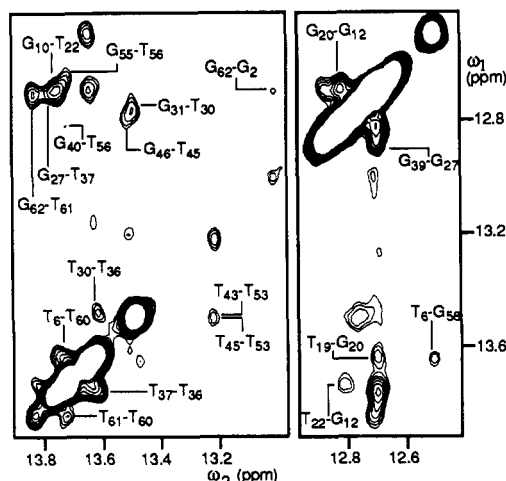 G10-T22
G55-T56
G62-G2
G20-G12
ω1
(ppm)
G31-T30
12.8
G40-T56
G46-T45
G27-T37
G39-G27
G62-T61
13.2
T30-T36
T43-T53
T6-T60
T45-T53
T19-G20
T6-G58
13.6
T37-T36
T22-G12
T61-T60
13.8 13.6 13.4 13.2 12.8 12.6
ω2 (ppm)